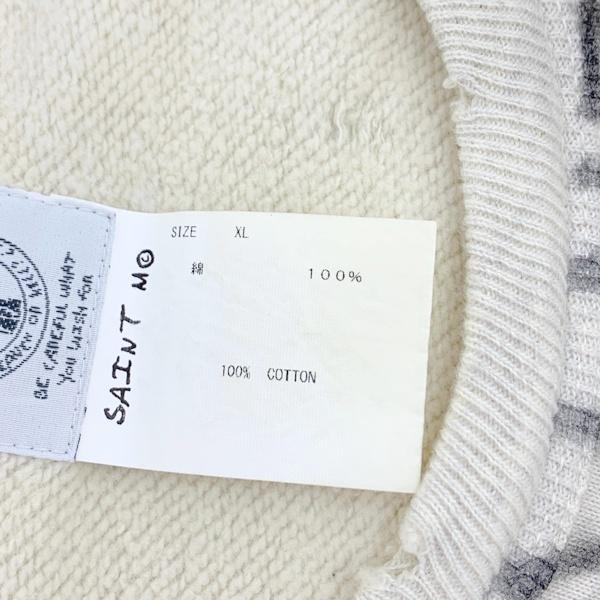 SIZE XL
綿 100%
100% COTTON
SAINT M©
BE CAREFUL WHAT
YOU WISH FOR